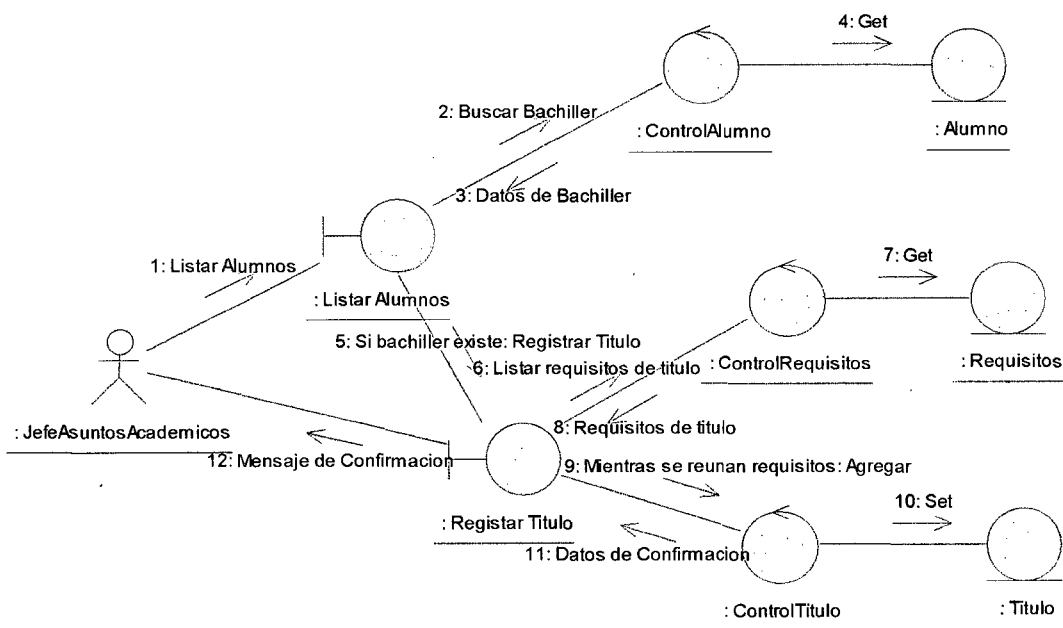 4: Get
2: Buscar Bachiller
: ControlAlumno
: Alumno
3: Datos de Bachiller
1: Listar Alumnos
7: Get
: Listar Alumnos
5: Si bachiller existe: Registrar Titulo
6: Listar requisitos de titulo
: ControlRequisitos
: Requisitos
: JefeAsuntosAcademicos
8: Requisitos de titulo
12: Mensaje de Confirmacion
9: Mientras se reunan requisitos: Agregar
10: Set
: Registar Titulo
11: Datos de Confirmacion
: ControlTitulo
: Titulo